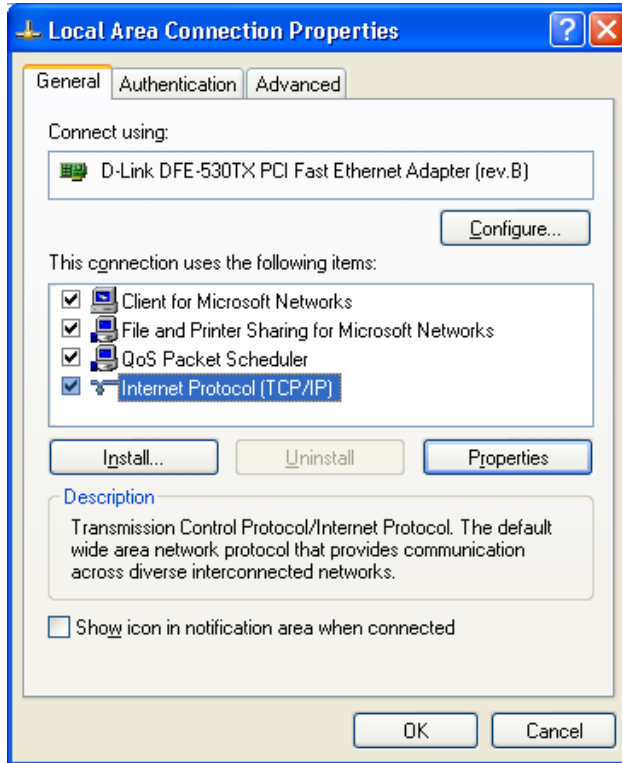 Local Area Connection Properties
?
X
General Authentication Advanced
Connect using:
D-Link DFE-530TX PCI Fast Ethernet Adapter (rev.B)
Configure...
This connection uses the following items:
Client for Microsoft Networks
File and Printer Sharing for Microsoft Networks
QoS Packet Scheduler
Internet Protocol (TCP/IP)
Install... Uninstall Properties
Description
Transmission Control Protocol/Internet Protocol. The default
wide area network protocol that provides communication
across diverse interconnected networks.
Show icon in notification area when connected
OK Cancel